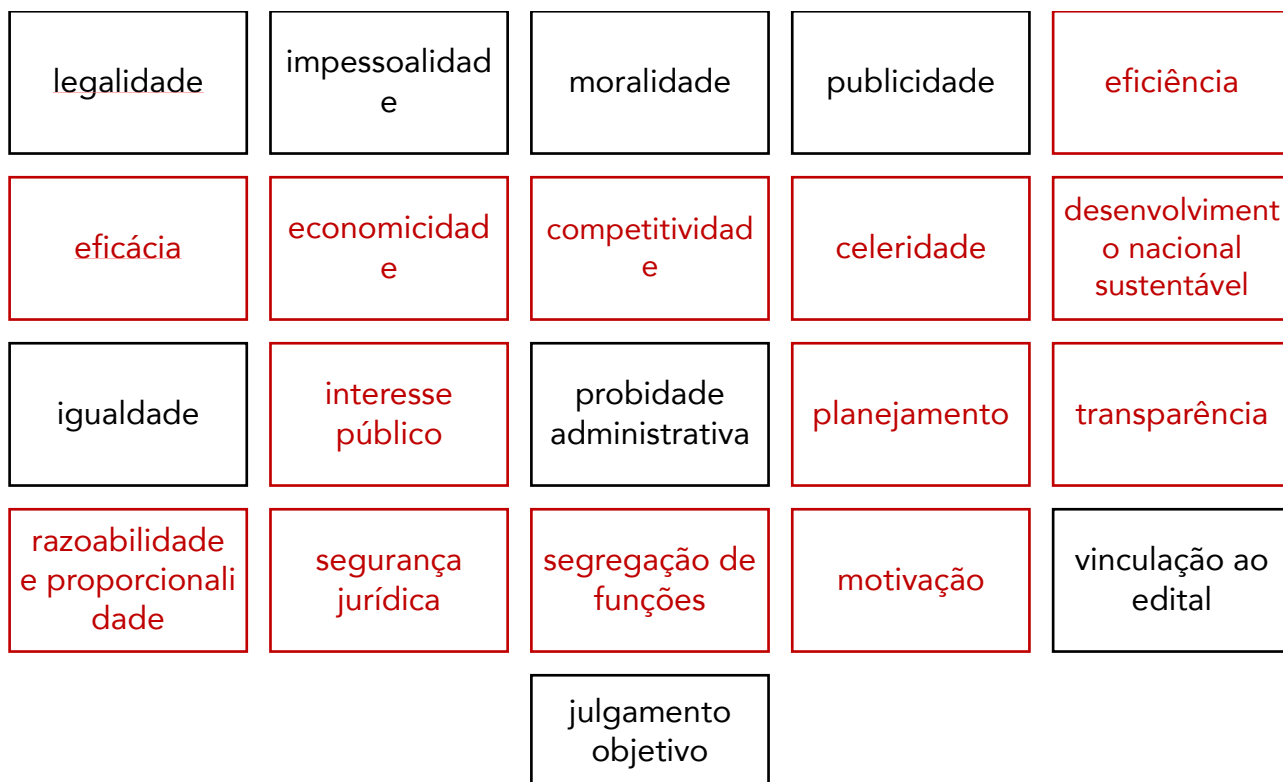 legalidade
impessoalidad
e
moralidade
publicidade
eficiência
eficácia
economicidad
e
competitividad
e
celeridade
desenvolviment
o nacional
sustentável
igualdade
interesse
público
probidade
administrativa
planejamento
transparência
razoabilidade
e proporcionali
dade
segurança
jurídica
segregação de
funções
motivação
vinculação ao
edital
julgamento
objetivo